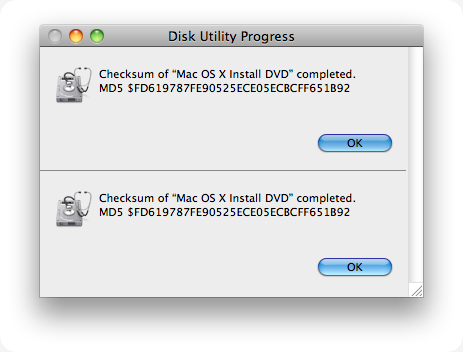 Disk Utility Progress
Checksum of “Mac OS X Install DVD” completed.
MD5 $FD619787FE90525ECE05ECBCFF651B92
OK
Checksum of “Mac OS X Install DVD” completed.
MD5 $FD619787FE90525ECE05ECBCFF651B92
OK